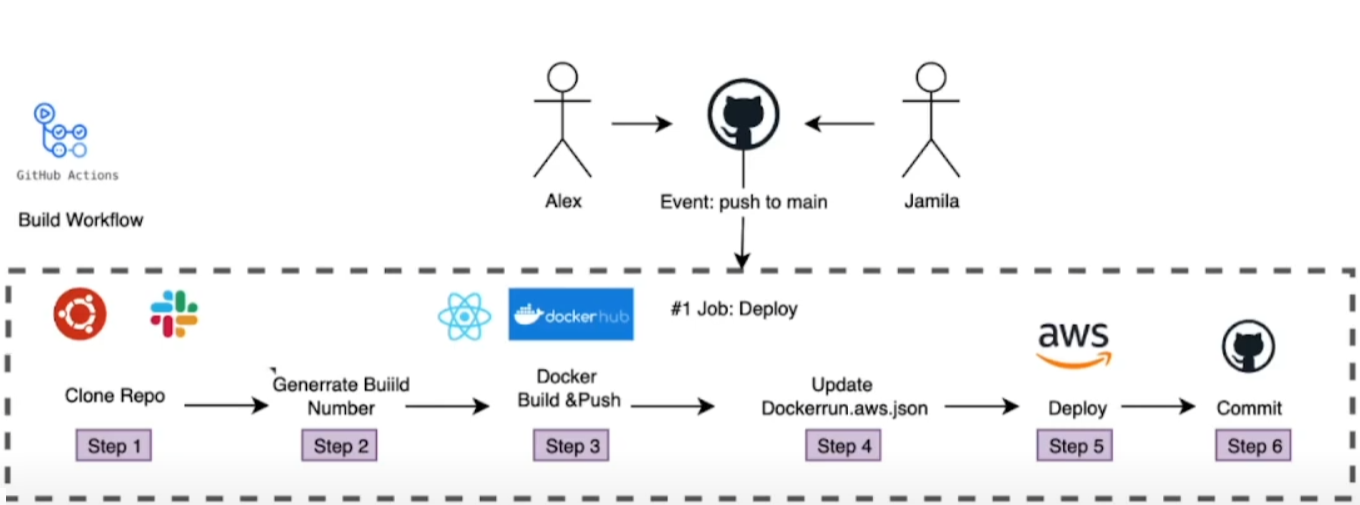 GitHub Actions
Build Workflow
Alex
Event: push to main
Jamila
dockerhub
#1 Job: Deploy
aws
Clone Repo
Generrate Buiild
Number
Docker
Build &Push
Update
Dockerrun.aws.json
Deploy
Commit
Step 1
Step 2
Step 3
Step 4
Step 5
Step 6